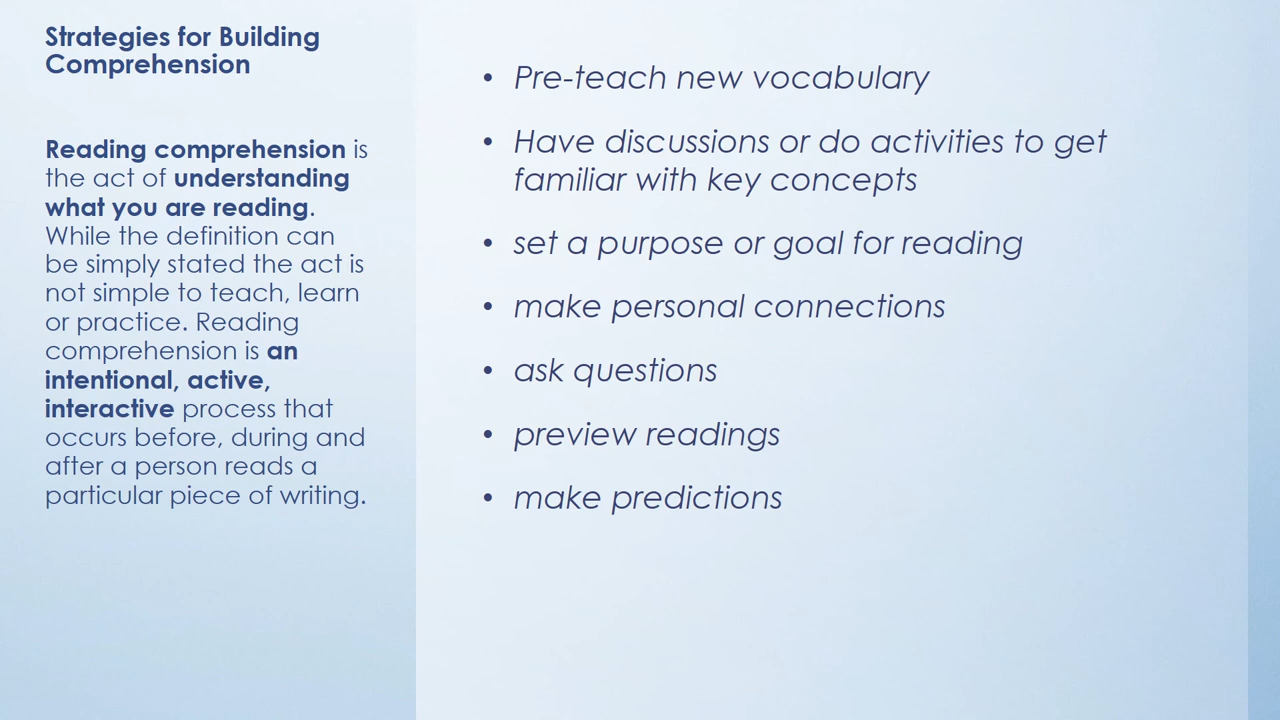 Strategies for Building
Comprehension
Reading comprehension is
the act of understanding
what you are reading.
While the definition can
be simply stated the act is
not simple to teach, learn
or practice. Reading
comprehension is an
intentional, active,
interactive process that
occurs before, during and
after a person reads a
particular piece of writing.
• Pre-teach new vocabulary
• Have discussions or do activities to get
familiar with key concepts
• set a purpose or goal for reading
• make personal connections
• ask questions
• preview readings
• make predictions